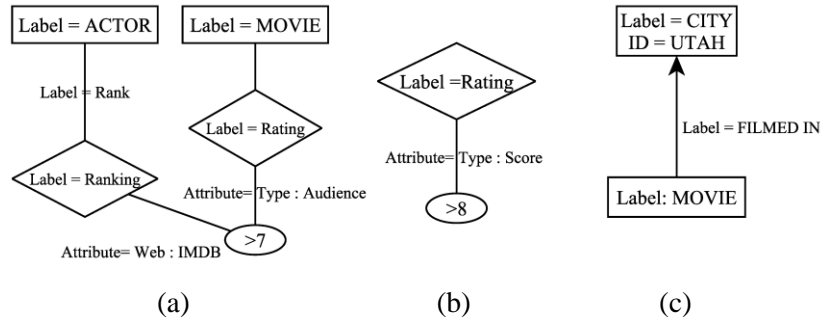 Label = ACTOR
Label = MOVIE
Label = Rank
Label = Rating
Label = Ranking
Attribute= Type : Audience
>7
Attribute= Web : IMDB
(a)
Label =Rating
Attribute= Type : Score
>8
(b)
Label = CITY
ID = UTAH
Label = FILMED IN
Label: MOVIE
(c)